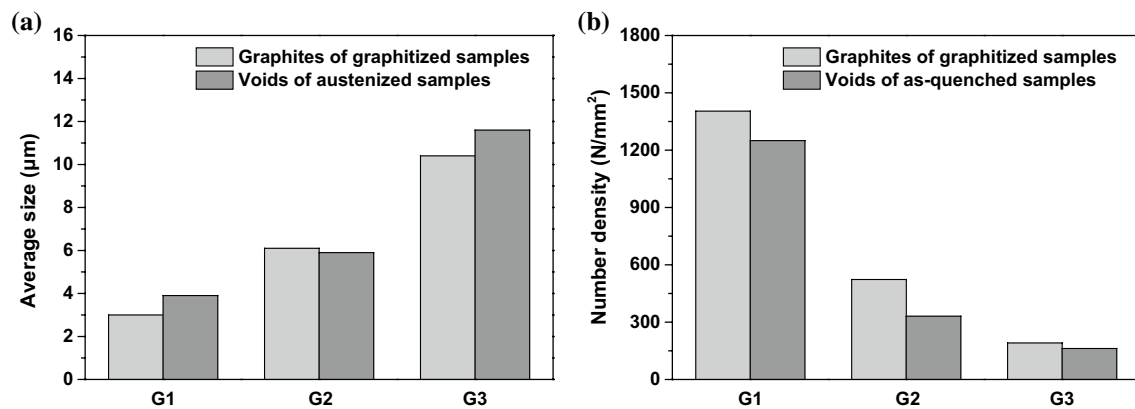 (a)
16
14
12
10
8
6
4
2
0
Average size (μm)
Graphites of graphitized samples
Voids of austenized samples
G1 G2 G3
(b)
1800
1500
1200
900
600
300
0
Number density (N/mm²)
Graphites of graphitized samples
Voids of as-quenched samples
G1 G2 G3